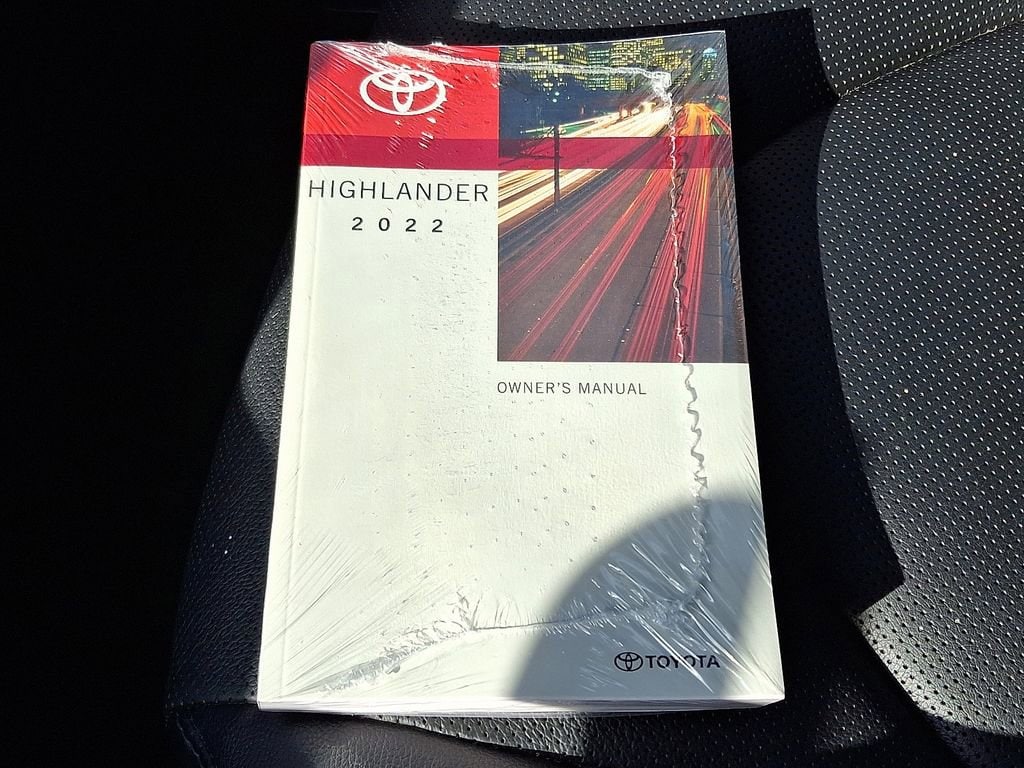 HIGHLANDER
2022
OWNER'S MANUAL
TOYOTA